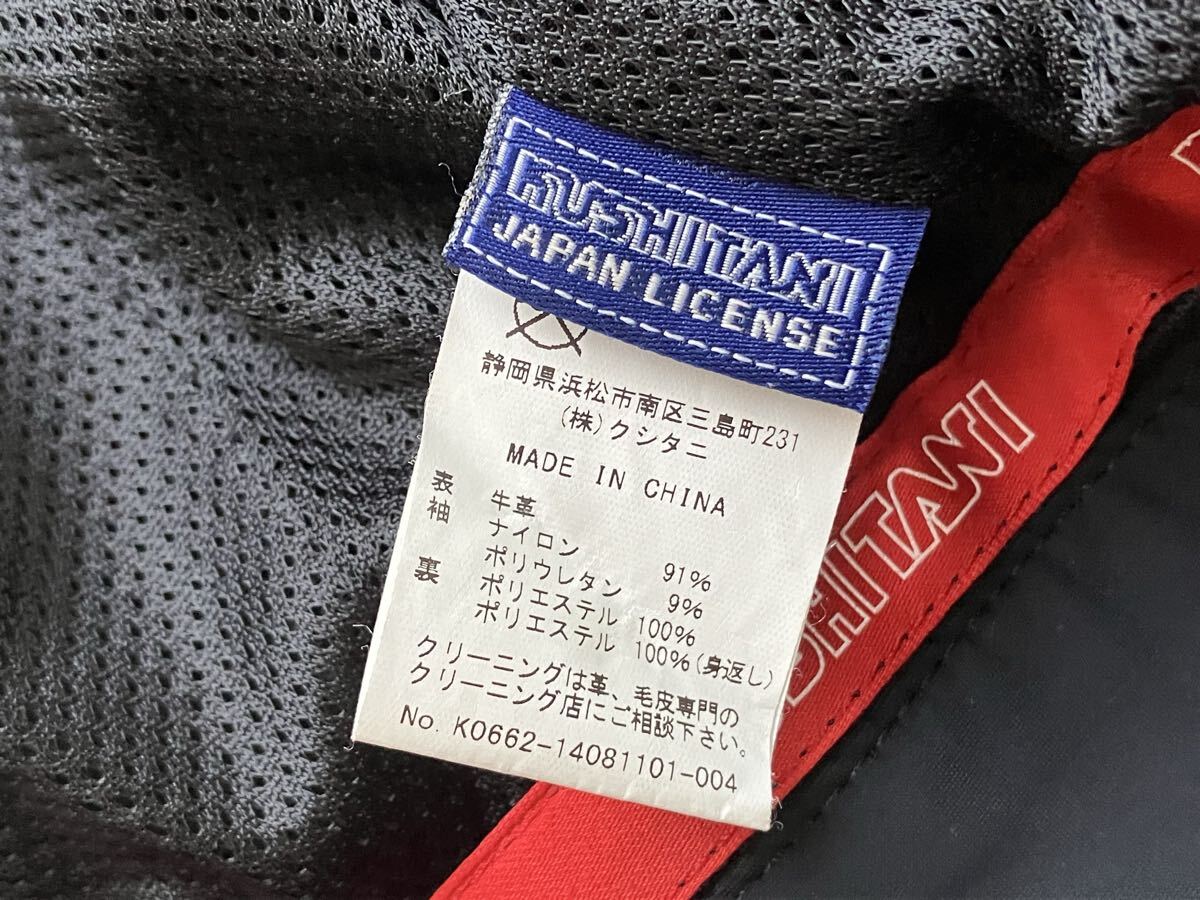 KUSHITANI
JAPAN LICENSE
静岡県浜松市南区三島町231
(株)クシタニ
MADE IN CHINA
表 牛革
袖 ナイロン 91%
ポリウレタン 9%
裏 ポリエステル 100%
ポリエステル 100%(身返し)
クリーニングは革、毛皮専門の
クリーニング店にご相談下さい。
No. K0662-14081101-004
SHITANI